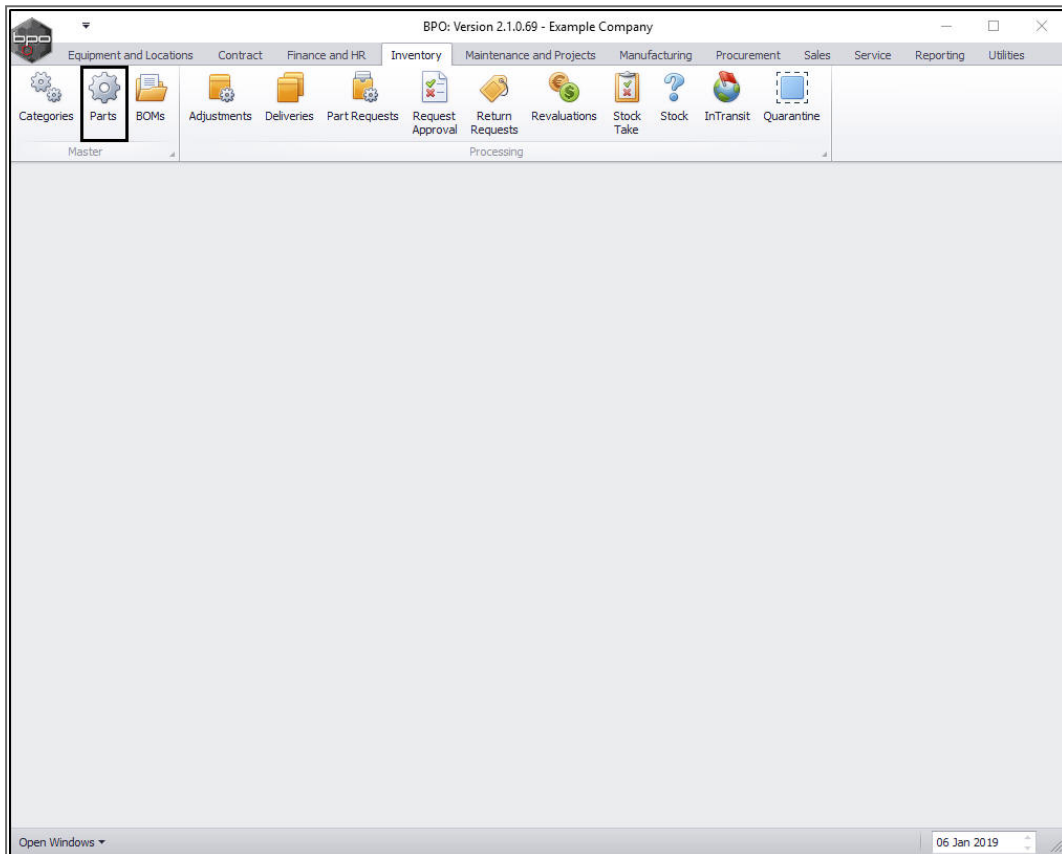 BPO: Version 2.1.0.69 - Example Company
bpo
Equipment and Locations Contract Finance and HR Inventory Maintenance and Projects Manufacturing Procurement Sales Service Reporting Utilities
Categories Parts BOMs Adjustments Deliveries Part Requests Request Approval Return Requests Revaluations Stock Take Stock InTransit Quarantine
Master Processing
Open Windows 06 Jan 2019